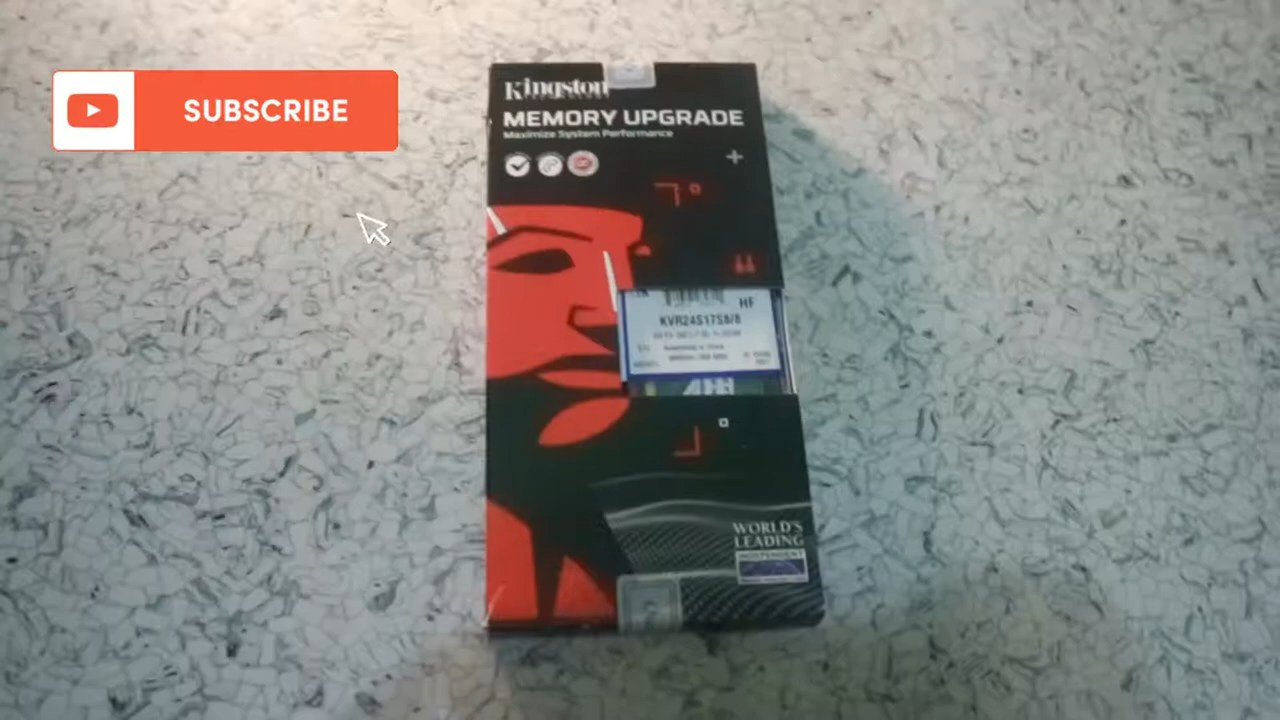 SUBSCRIBE
Kingston
MEMORY UPGRADE
Maximize System Performance
HF
KVR24S17S8/8
WORLD'S
LEADING
INDEPENDENT